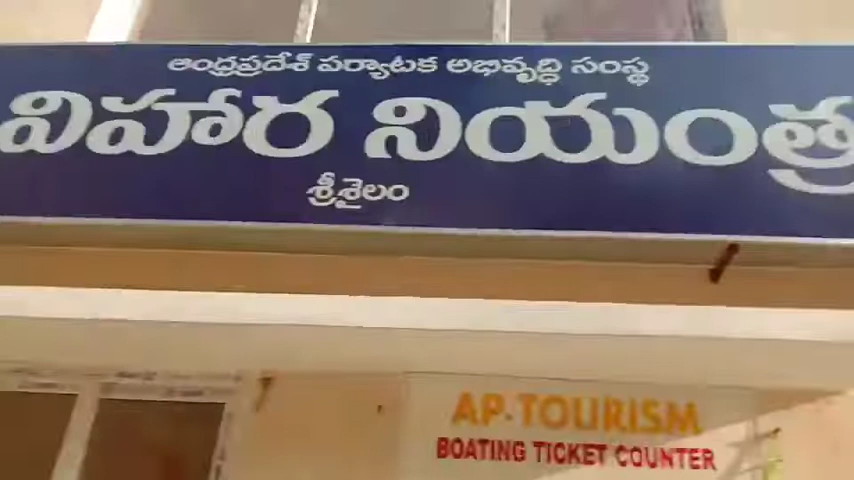 ఆంధ్రప్రదేశ్ పర్యాటక అభివృద్ధి సంస్థ
విహార నియంత్ర
శ్రీశైలం
AP-TOURISM
BOATING TICKET COUNTER